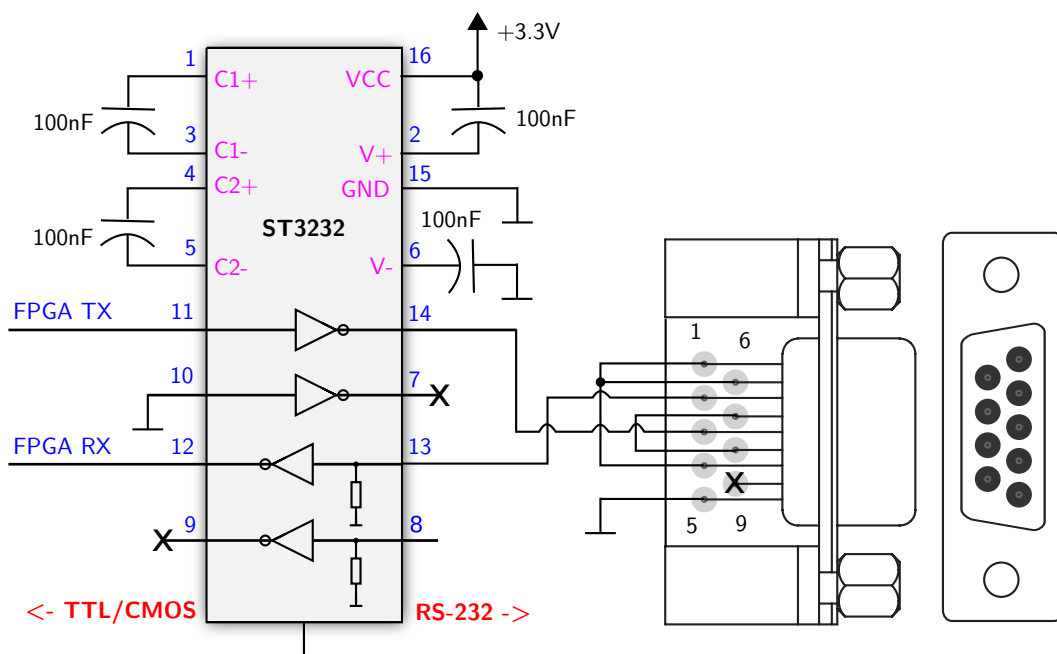 +3.3V
1
16
C1+
VCC
100nF
100nF
3
2
C1-
V+
4
15
C2+
GND
ST3232
100nF
100nF
5
6
C2-
V-
FPGA TX
11
14
1
6
10
7
X
FPGA RX
12
13
X
9
8
X
5
9
<- TTL/CMOS
RS-232 ->